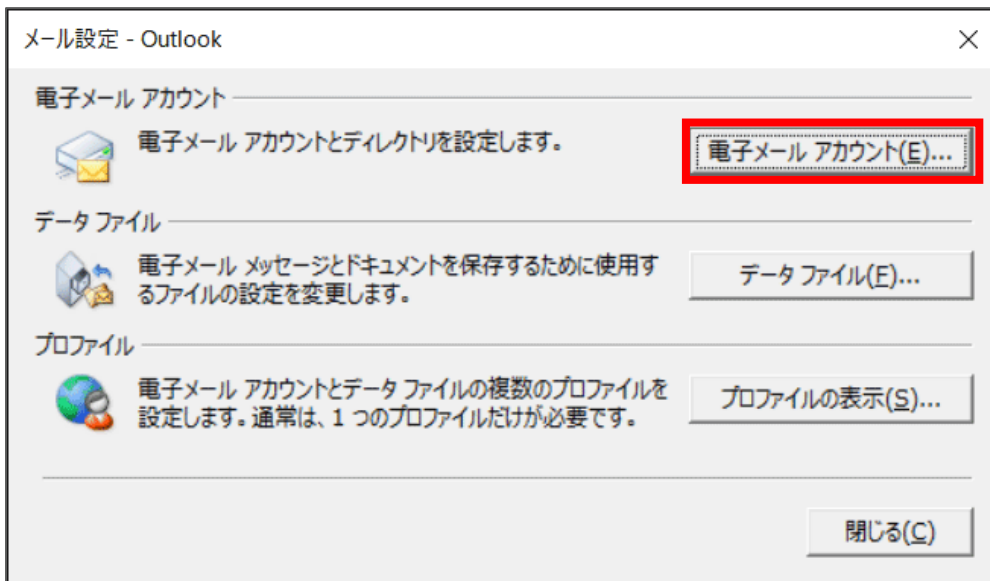 メール設定 - Outlook
電子メール アカウント
電子メール アカウントとディレクトリを設定します。
電子メール アカウント(E)...
データ ファイル
電子メール メッセージとドキュメントを保存するために使用す
るファイルの設定を変更します。
データ ファイル(F)...
プロファイル
電子メール アカウントとデータ ファイルの複数のプロファイルを
設定します。通常は、1 つのプロファイルだけが必要です。
プロファイルの表示(S)...
閉じる(C)